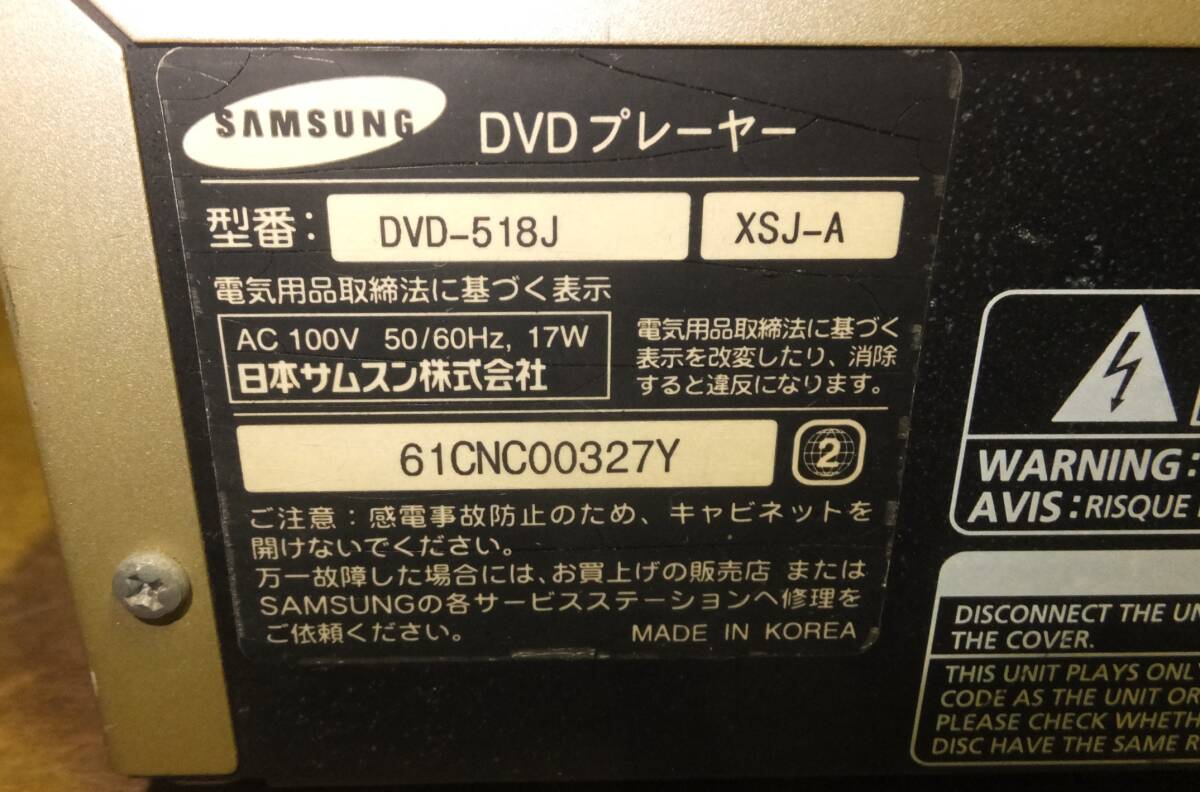 SAMSUNG DVDプレーヤー
型番: DVD-518J XSJ-A
電気用品取締法に基づく表示
AC 100V 50/60Hz, 17W
日本サムスン株式会社
電気用品取締法に基づく
表示を改変したり、消除
すると違反になります。
61CNC00327Y 2
ご注意：感電事故防止のため、キャビネットを
開けないでください。
万一故障した場合には、お買上げの販売店 または
SAMSUNGの各サービスステーションへ修理を
ご依頼ください。 MADE IN KOREA
WARNING:
AVIS:RISQUE
DISCONNECT THE
THE COVER.
THIS UNIT PLAYS
CODE AS THE UNIT OR
PLEASE CHECK
DISC HAVE THE SAME